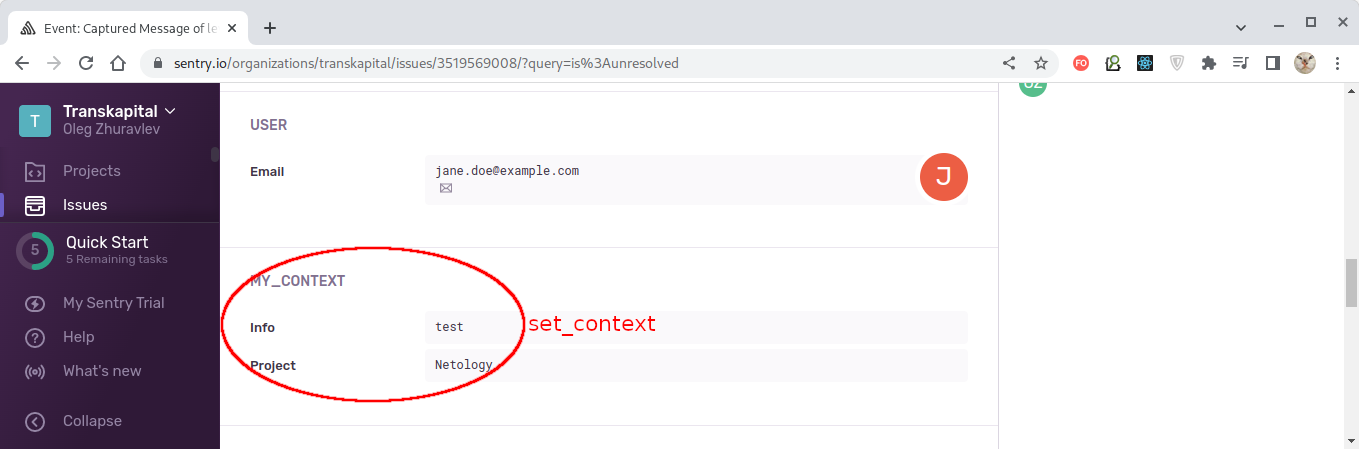 Event: Captured Message of le
sentry.io/organizations/transkapital/issues/3519569008/?query=is%3Aunresolved
FO
T
Transkapital
Oleg Zhuravlev
Projects
Issues
5
Quick Start
5 Remaining tasks
My Sentry Trial
Help
What's new
Collapse
USER
Email
jane.doe@example.com
J
MY_CONTEXT
Info
test
set_context
Project
Netology